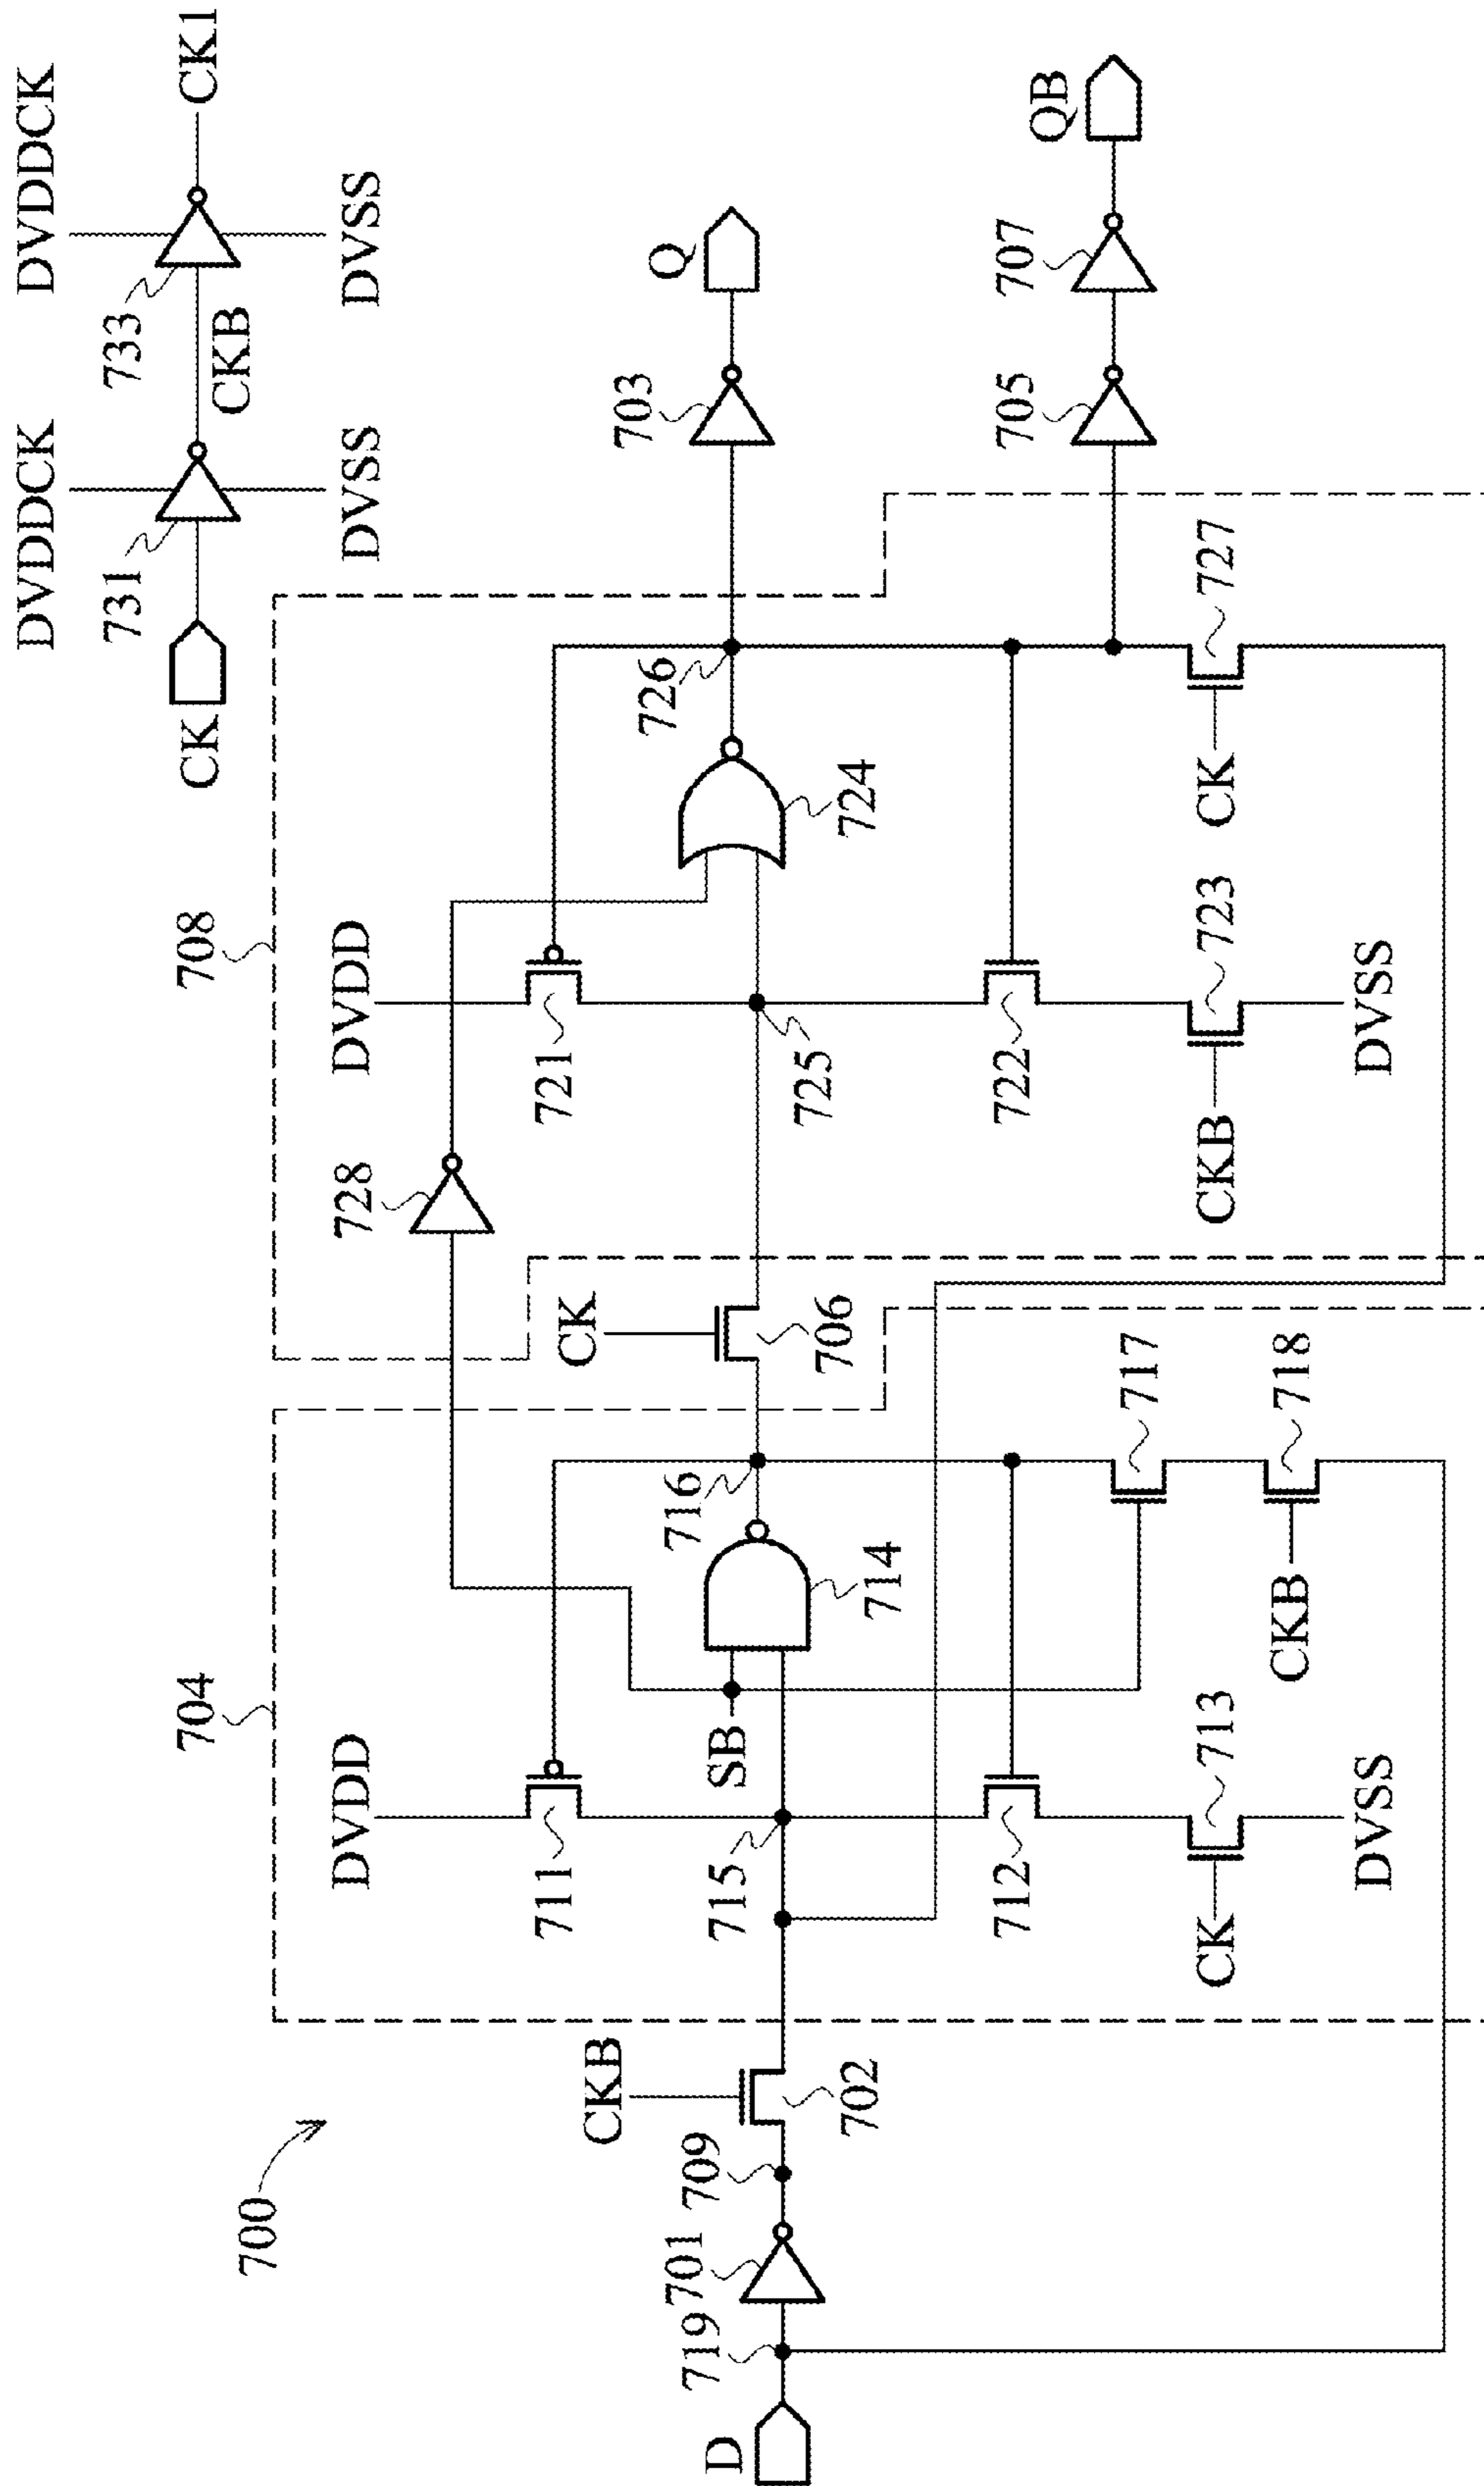 700
D
719
701
709
CKB
702
704
DVDD
711
715
SB
714
716
712
CK
713
DVSS
717
CKB
718
CK
706
708
728
DVDD
721
725
724
726
722
CKB
723
DVSS
CK
727
703
Q
705
707
QB
CK
731
DVDDCK
DVSS
CKB
733
DVDDCK
DVSS
CK1